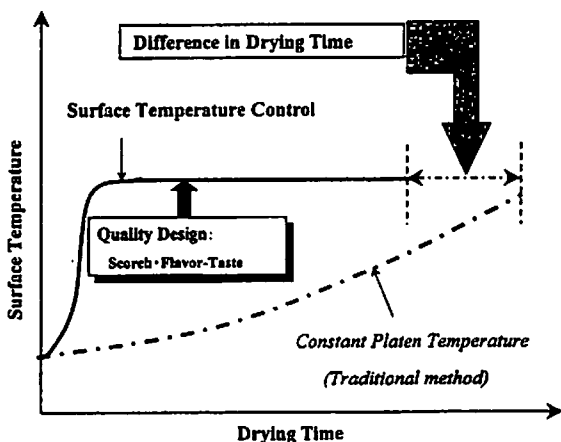 Difference in Drying Time
Surface Temperature Control
Quality Design:
Scorch・Flavor-Taste
Surface Temperature
Constant Platen Temperature
(Traditional method)
Drying Time